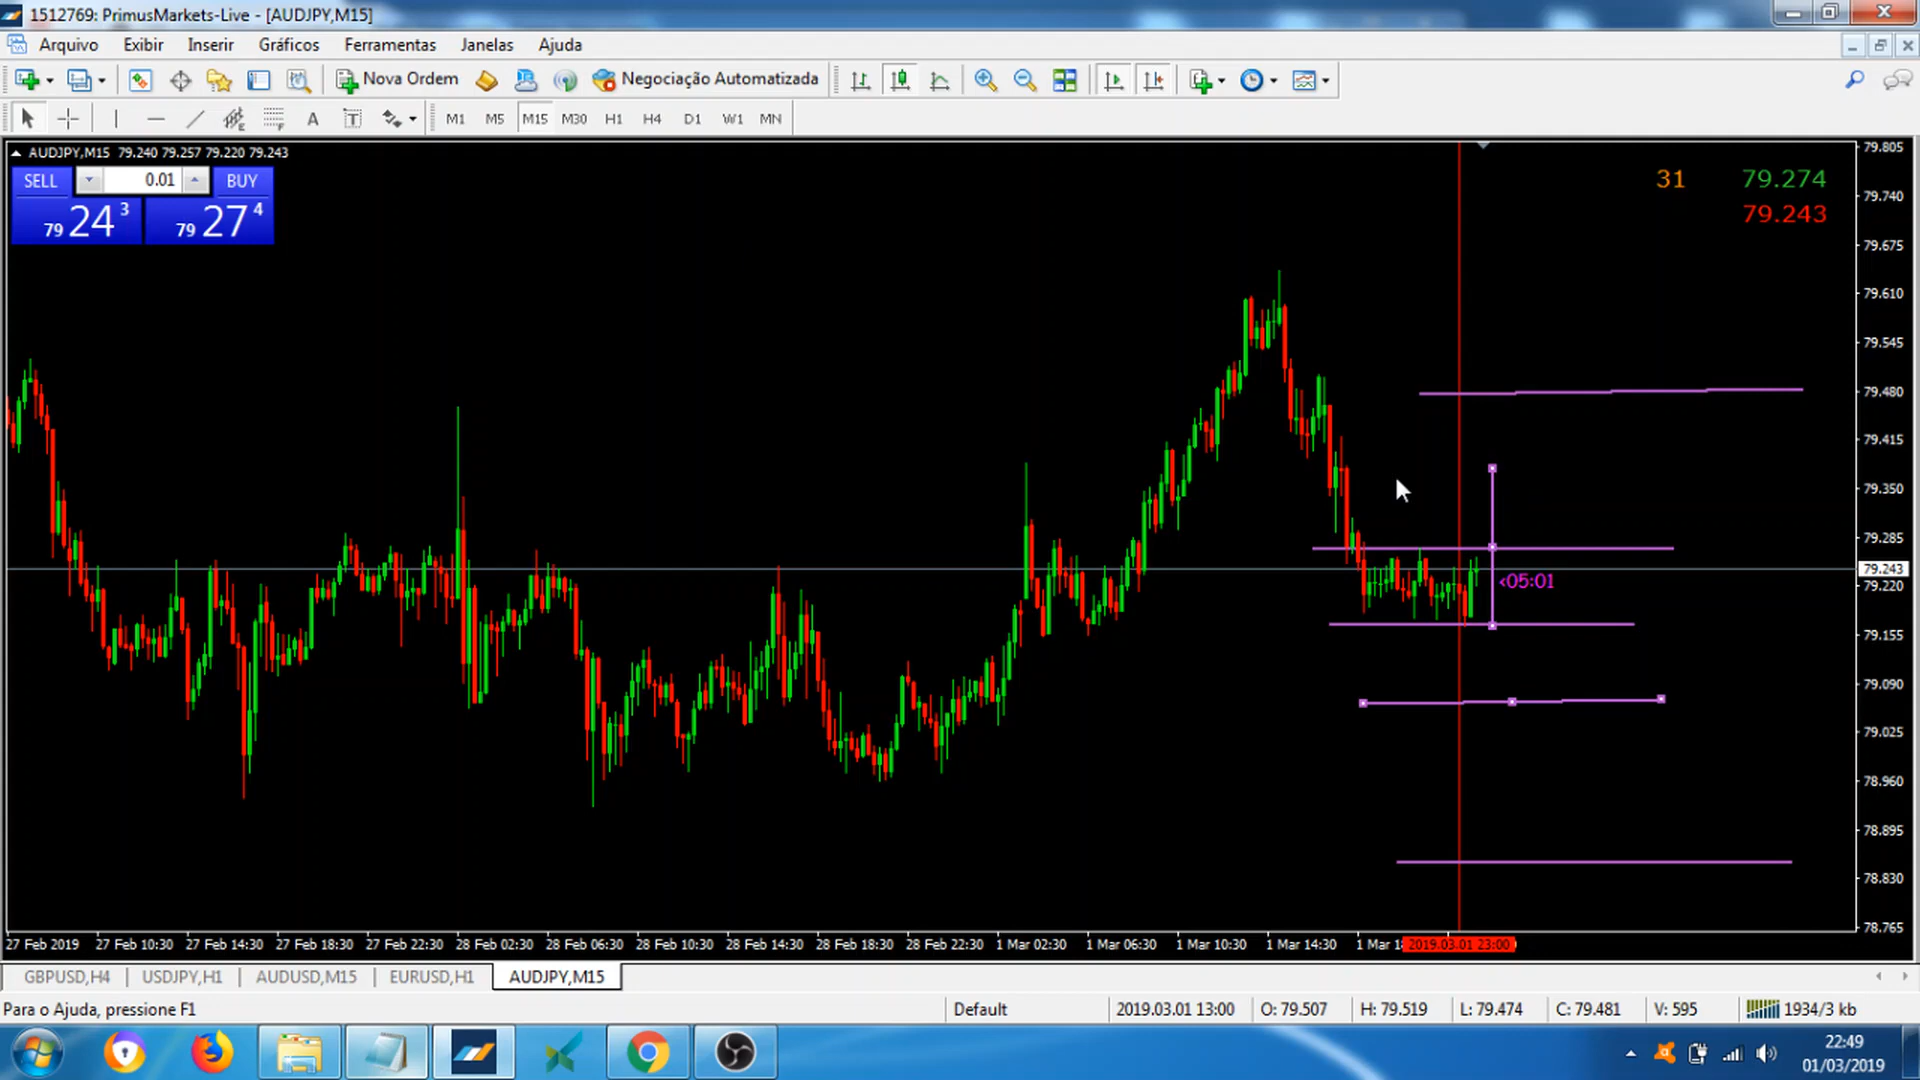 1512769: PrimusMarkets-Live - [AUDJPY,M15]
Arquivo Exibir Inserir Gráficos Ferramentas Janelas Ajuda
Nova Ordem Negociação Automatizada
A T M1 M5 M15 M30 H1 H4 D1 W1 MN
AUDJPY,M15 79.240 79.257 79.220 79.243
SELL 0.01 BUY
79 24 3 79 27 4
31 79.274
79.243
<05:01
79.805
79.740
79.675
79.610
79.545
79.480
79.415
79.350
79.285
79.243
79.220
79.155
79.090
79.025
78.960
78.895
78.830
78.765
27 Feb 2019 27 Feb 10:30 27 Feb 14:30 27 Feb 18:30 27 Feb 22:30 28 Feb 02:30 28 Feb 06:30 28 Feb 10:30 28 Feb 14:30 28 Feb 18:30 28 Feb 22:30 1 Mar 02:30 1 Mar 06:30 1 Mar 10:30 1 Mar 14:30 1 Mar 2019.03.01 23:00
GBPUSD,H4 USDJPY,H1 AUDUSD,M15 EURUSD,H1 AUDJPY,M15
Para o Ajuda, pressione F1 Default 2019.03.01 13:00 O: 79.507 H: 79.519 L: 79.474 C: 79.481 V: 595 1934/3 kb
22:49
01/03/2019